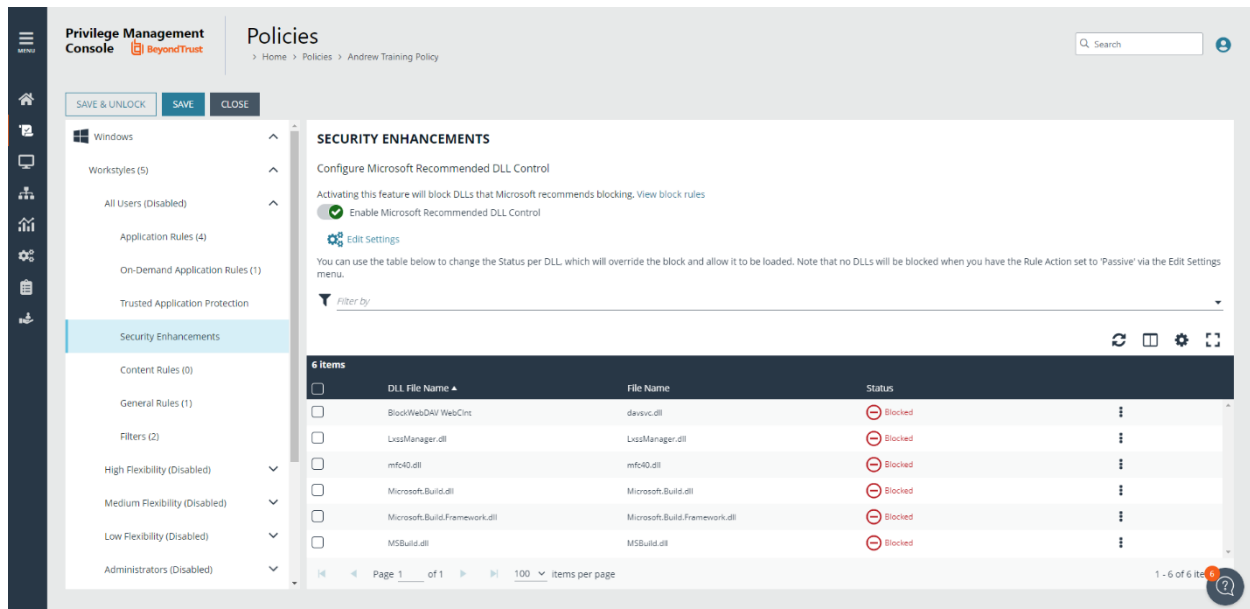 MENU
Privilege Management
Console BeyondTrust
Policies
> Home > Policies > Andrew Training Policy
Search
SAVE & UNLOCK SAVE CLOSE
Windows
Workstyles (5)
All Users (Disabled)
Application Rules (4)
On-Demand Application Rules (1)
Trusted Application Protection
Security Enhancements
Content Rules (0)
General Rules (1)
Filters (2)
High Flexibility (Disabled)
Medium Flexibility (Disabled)
Low Flexibility (Disabled)
Administrators (Disabled)
SECURITY ENHANCEMENTS
Configure Microsoft Recommended DLL Control
Activating this feature will block DLLs that Microsoft recommends blocking. View block rules
Enable Microsoft Recommended DLL Control
Edit Settings
You can use the table below to change the Status per DLL, which will override the block and allow it to be loaded. Note that no DLLs will be blocked when you have the Rule Action set to 'Passive' via the Edit Settings
menu.
Filter by
6 items
DLL File Name File Name Status
BlockWebDAV WebClnt davsvc.dll Blocked
LxssManager.dll LxssManager.dll Blocked
mfc40.dll mfc40.dll Blocked
Microsoft.Build.dll Microsoft.Build.dll Blocked
Microsoft.Build.Framework.dll Microsoft.Build.Framework.dll Blocked
MSBuild.dll MSBuild.dll Blocked
Page 1 of 1 100 items per page 1 - 6 of 6 ite
6